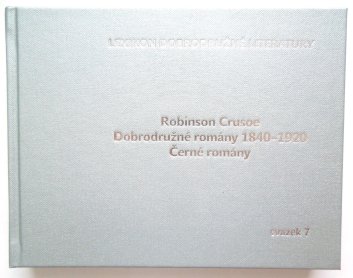 LEXIKON DOBRODRUŽNÉ LITERATURY
Robinson Crusoe
Dobrodružné romány 1840–1920
Černé romány
svazek 7